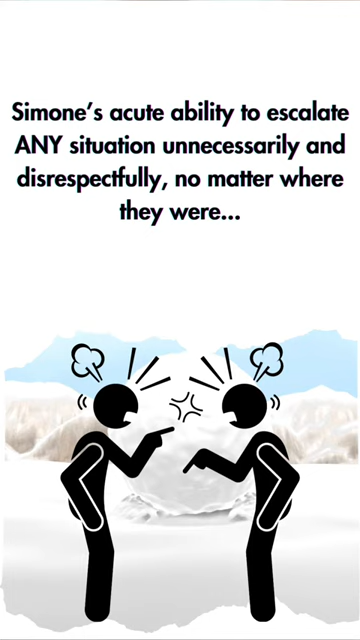 Simone’s acute ability to escalate
ANY situation unnecessarily and
disrespectfully, no matter where
they were...